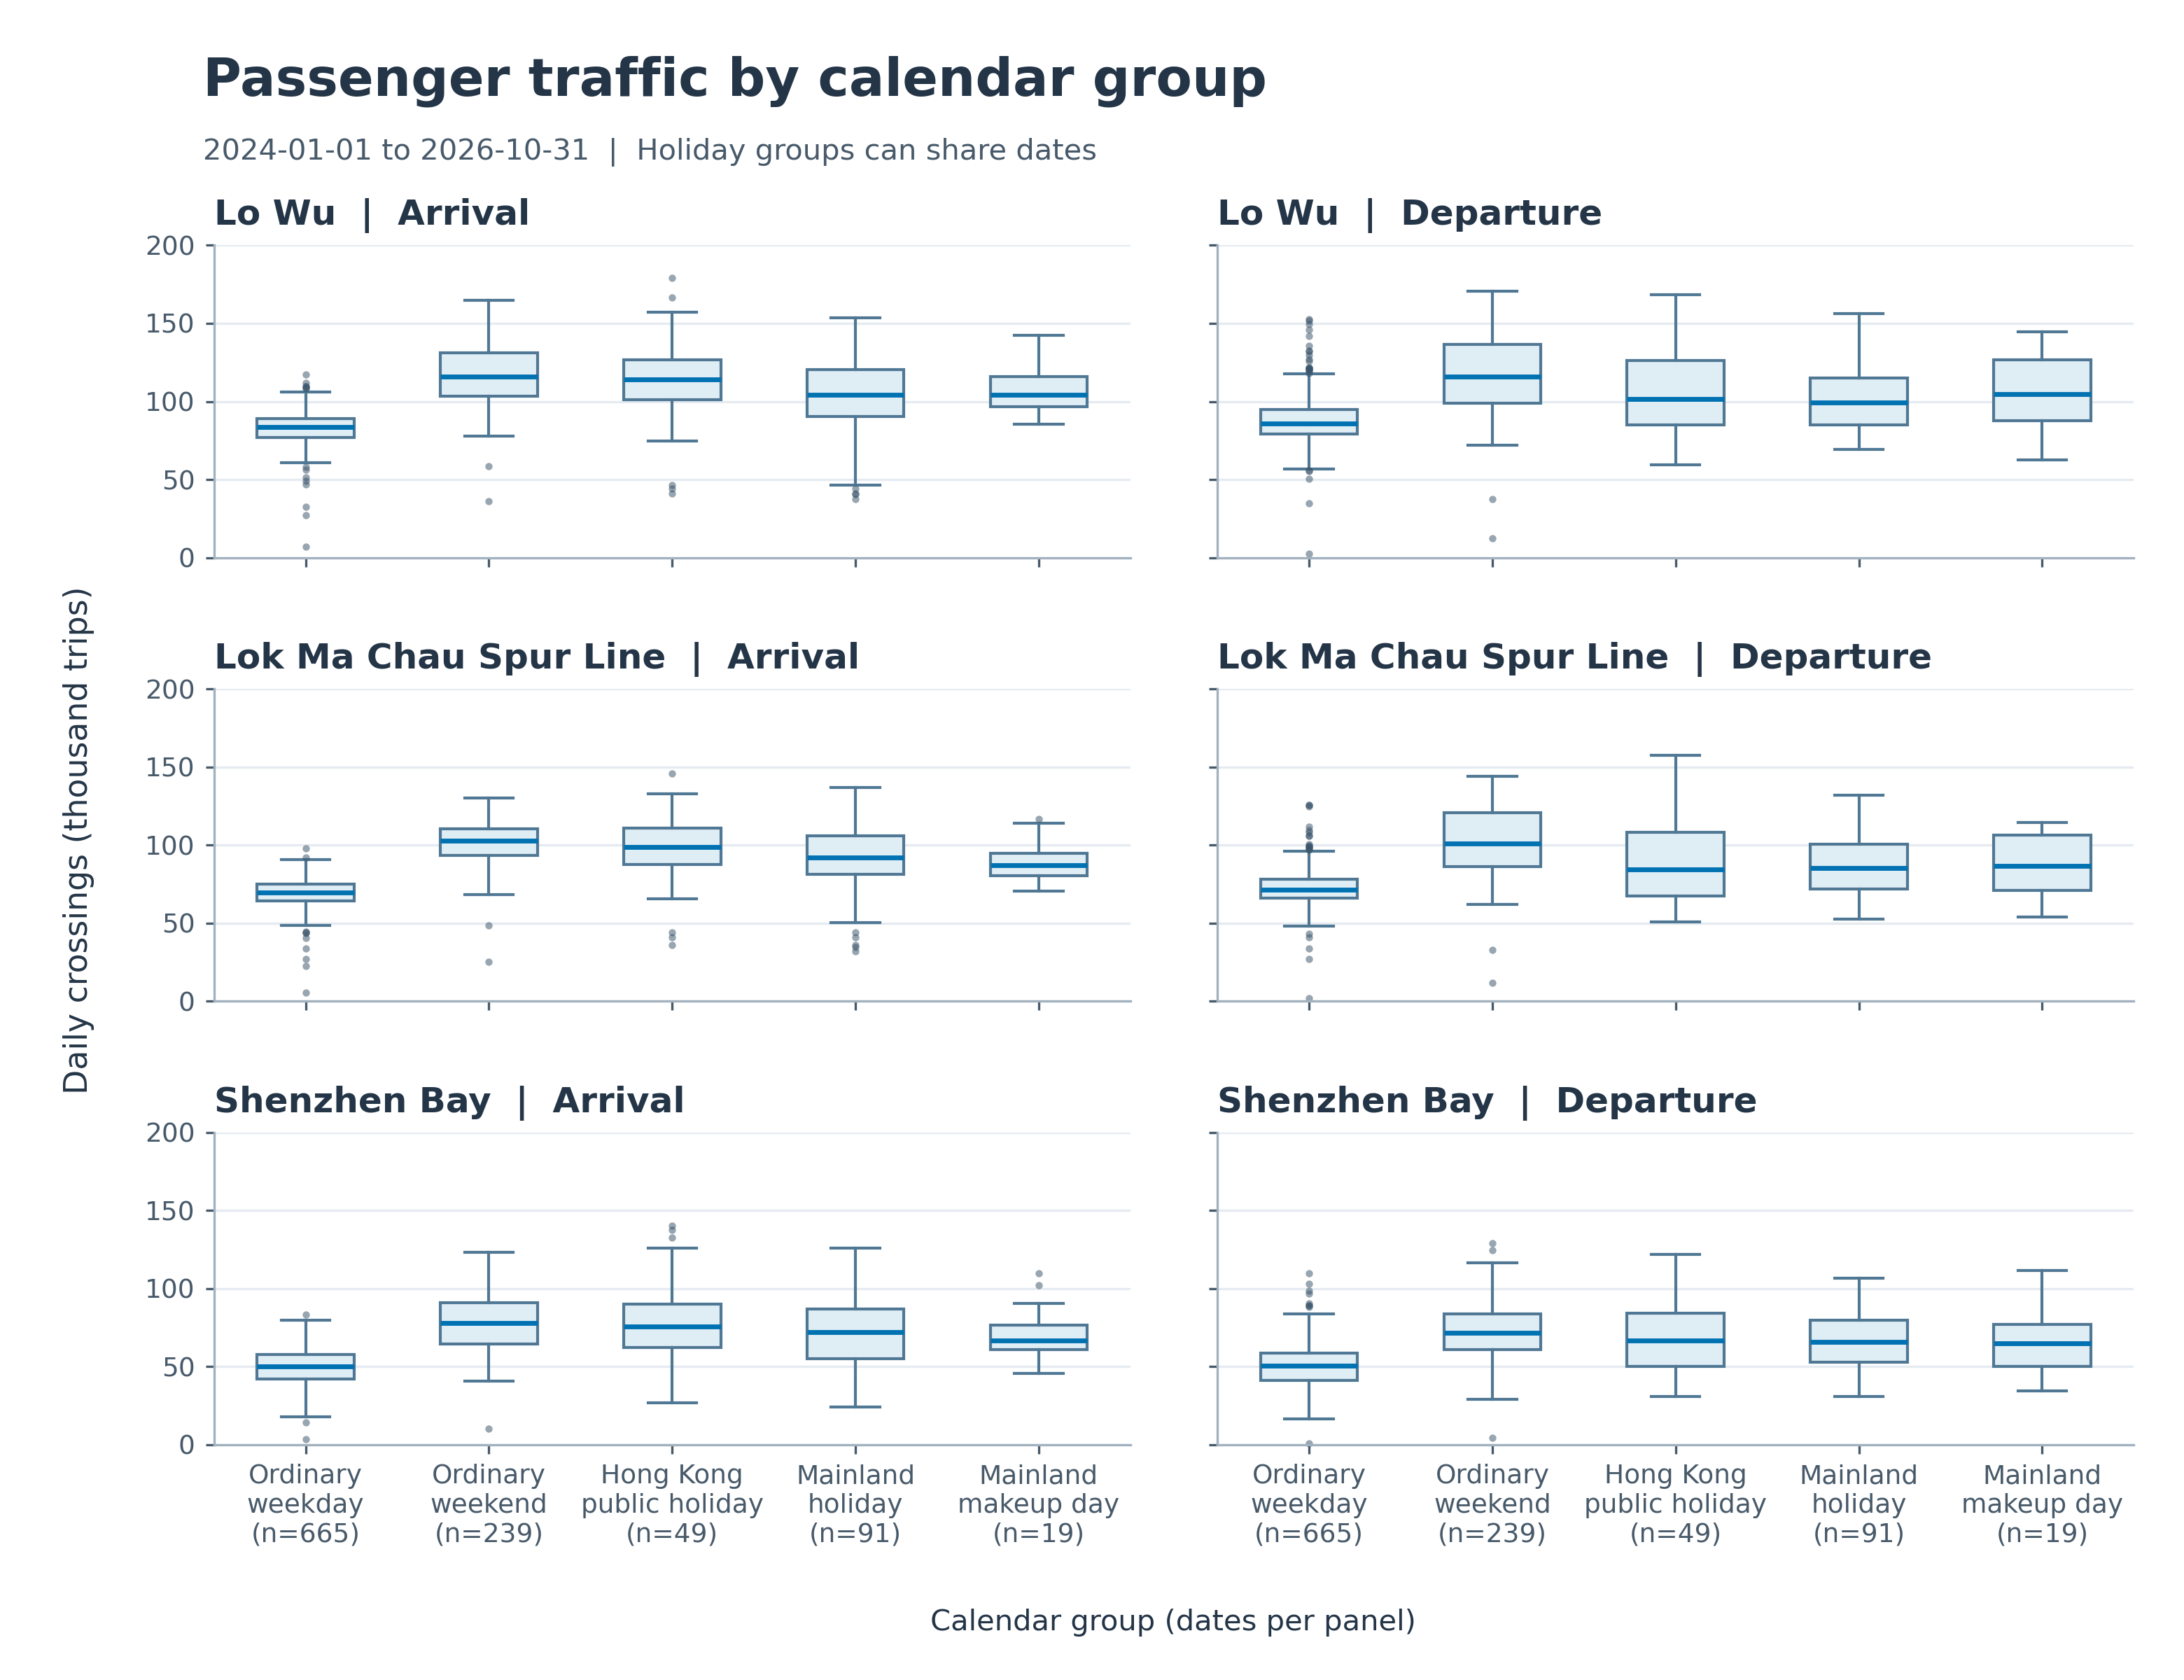 Passenger traffic by calendar group
2024-01-01 to 2026-10-31 | Holiday groups can share dates
Daily crossings (thousand trips)
Lo Wu | Arrival
200
150
100
50
0
Lo Wu | Departure
Lok Ma Chau Spur Line | Arrival
200
150
100
50
0
Lok Ma Chau Spur Line | Departure
Shenzhen Bay | Arrival
200
150
100
50
0
Ordinary
weekday
(n=665)
Ordinary
weekend
(n=239)
Hong Kong
public holiday
(n=49)
Mainland
holiday
(n=91)
Mainland
makeup day
(n=19)
Shenzhen Bay | Departure
Ordinary
weekday
(n=665)
Ordinary
weekend
(n=239)
Hong Kong
public holiday
(n=49)
Mainland
holiday
(n=91)
Mainland
makeup day
(n=19)
Calendar group (dates per panel)